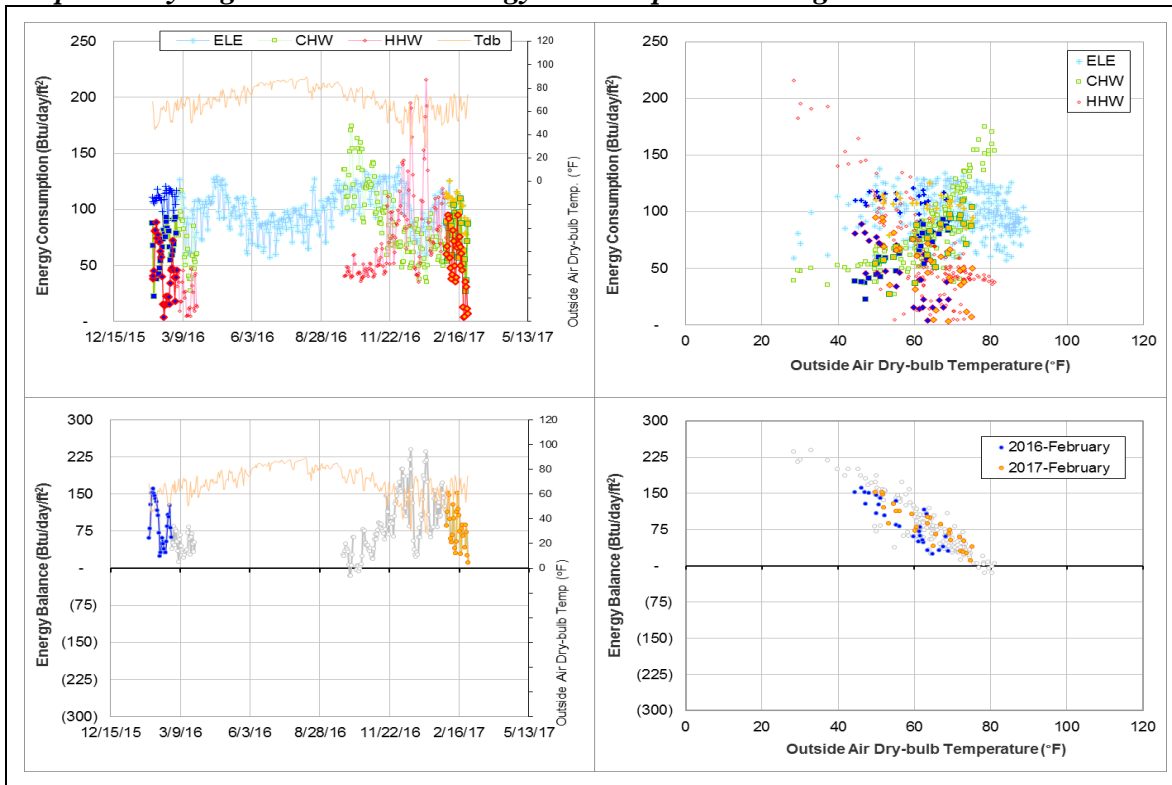 ELE CHW HHW Tdb
Energy Consumption (Btu/day/ft²)
250
200
150
100
50
-
120
100
80
60
40
20
0
Outside Air Dry-bulb Temp. (°F)
12/15/15 3/9/16 6/3/16 8/28/16 11/22/16 2/16/17 5/13/17
ELE
CHW
HHW
Energy Consumption (Btu/day/ft²)
250
200
150
100
50
-
0 20 40 60 80 100 120
Outside Air Dry-bulb Temperature (°F)
Energy Balance (Btu/day/ft²)
300
225
150
75
-
(75)
(150)
(225)
(300)
120
100
80
60
40
20
0
Outside Air Dry-bulb Temp (°F)
12/15/15 3/9/16 6/3/16 8/28/16 11/22/16 2/16/17 5/13/17
2016-February
2017-February
Energy Balance (Btu/day/ft²)
300
225
150
75
-
(75)
(150)
(225)
(300)
0 20 40 60 80 100 120
Outside Air Dry-bulb Temperature (°F)